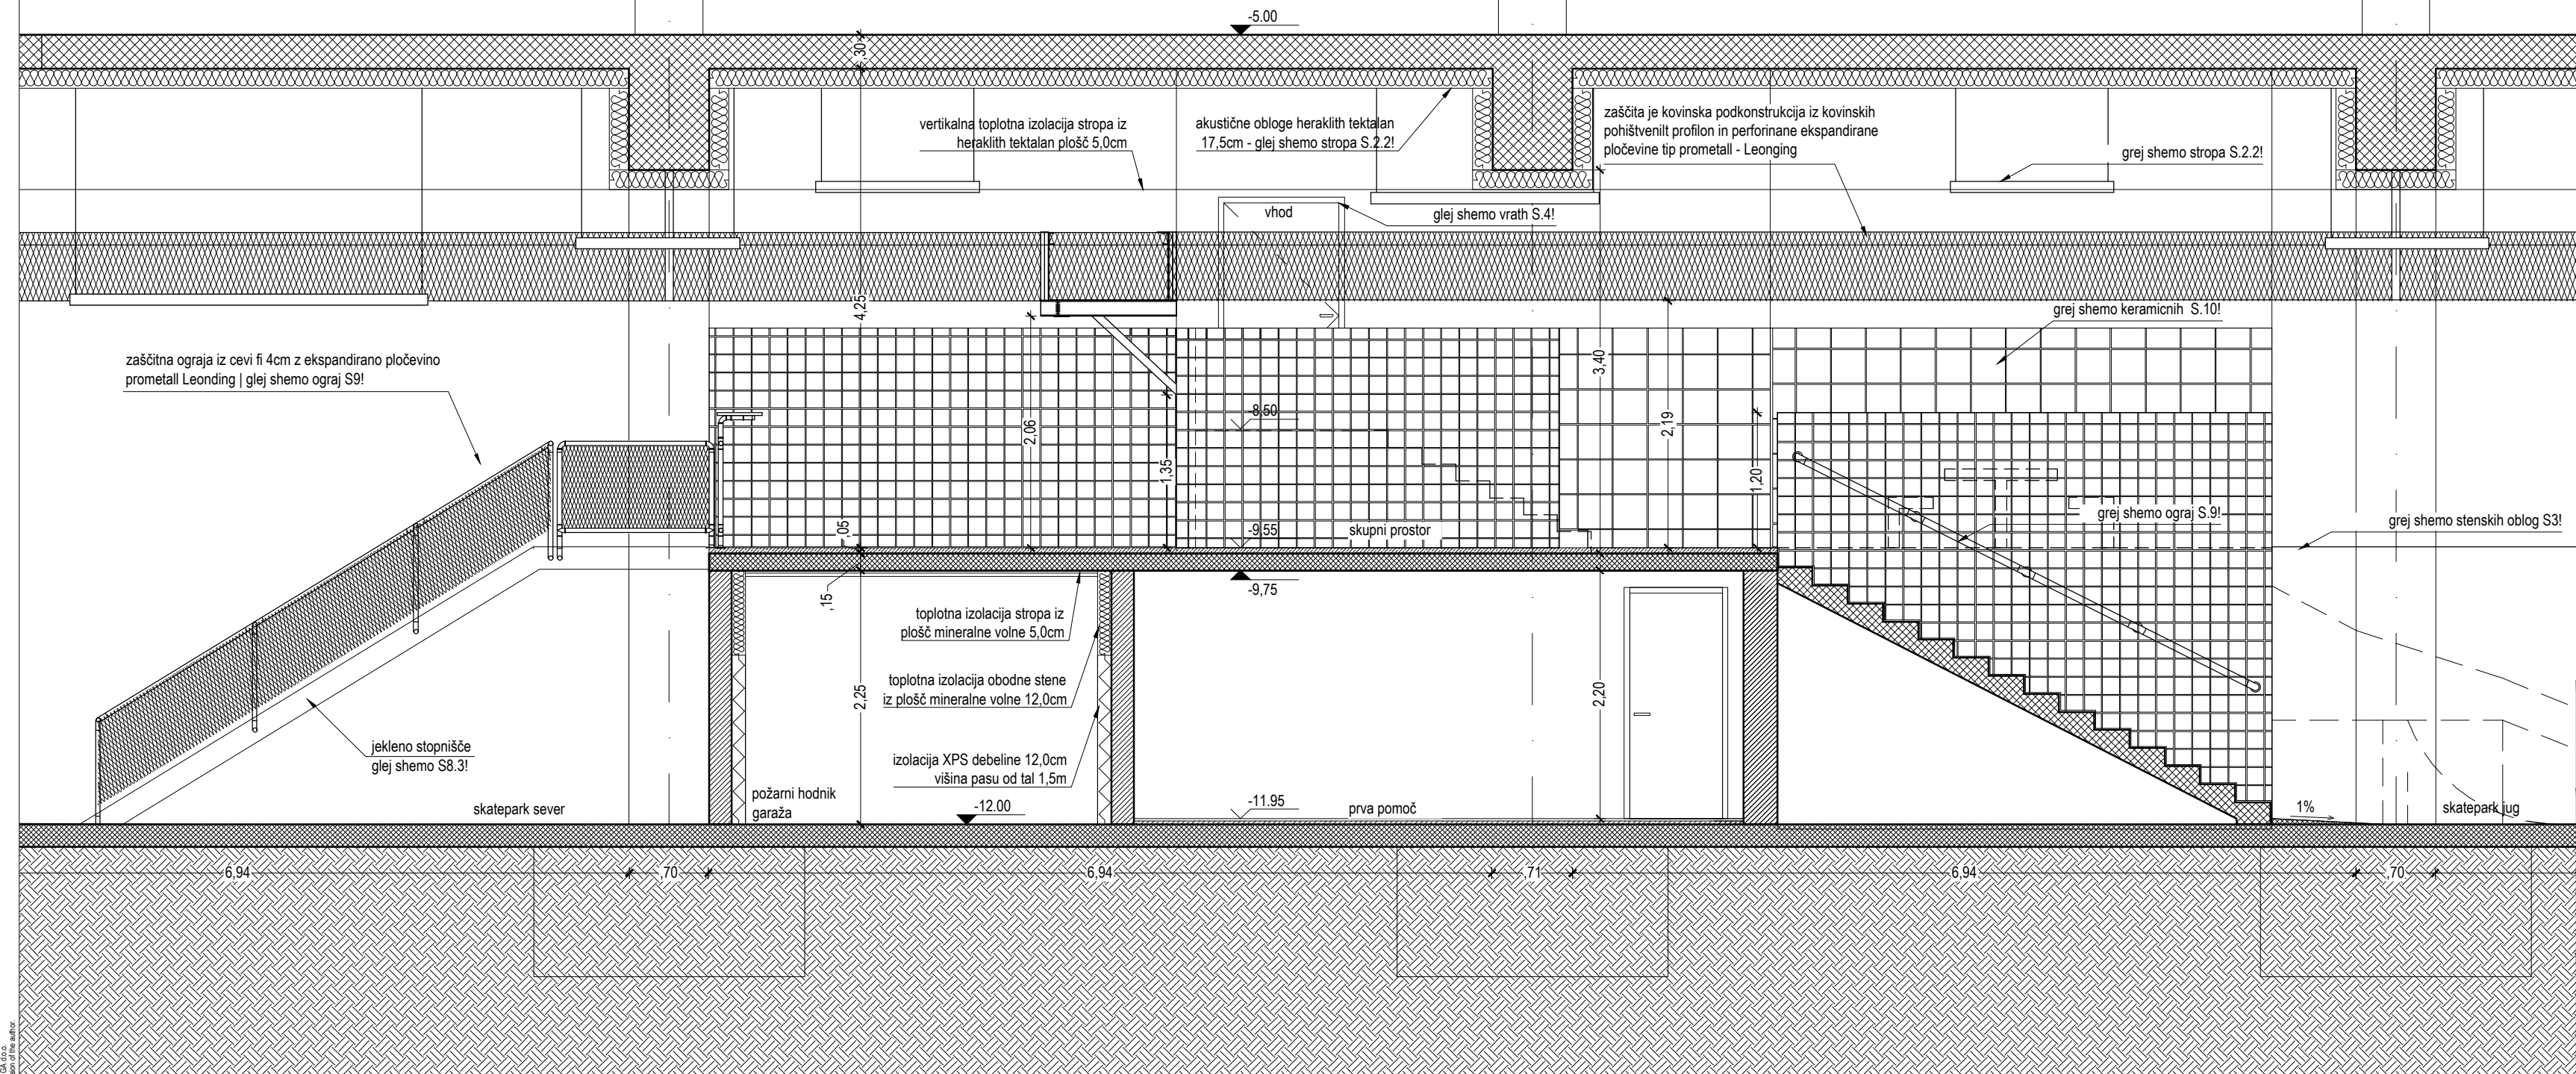 -5.00
,30
vertikalna toplotna izolacija stropa iz
heraklith tektalan plošč 5,0cm
akustične obloge heraklith tektalan
17,5cm - glej shemo stropa S.2.2!
zaščita je kovinska podkonstrukcija iz kovinskih
pohištvenilt profilon in perforinane ekspandirane
pločevine tip prometall - Leonging
grej shemo stropa S.2.2!
vhod
glej shemo vrath S.4!
4,25
grej shemo keramicnih S.10!
zaščitna ograja iz cevi fi 4cm z ekspandirano pločevino
prometall Leonding | glej shemo ograj S9!
3,40
-8,50
2,06
2,19
1,35
1,20
,05
-9,55
skupni prostor
grej shemo ograj S.9!
grej shemo stenskih oblog S3!
-9,75
,15
toplotna izolacija stropa iz
plošč mineralne volne 5,0cm
toplotna izolacija obodne stene
iz plošč mineralne volne 12,0cm
2,25
2,20
jekleno stopnišče
glej shemo S8.3!
izolacija XPS debeline 12,0cm
višina pasu od tal 1,5m
požarni hodnik
garaža
skatepark sever
-12.00
-11.95
prva pomoč
1%
skatepark jug
6,94
,70
6,94
,71
6,94
,70
GA d.o.o.
sion of the author.